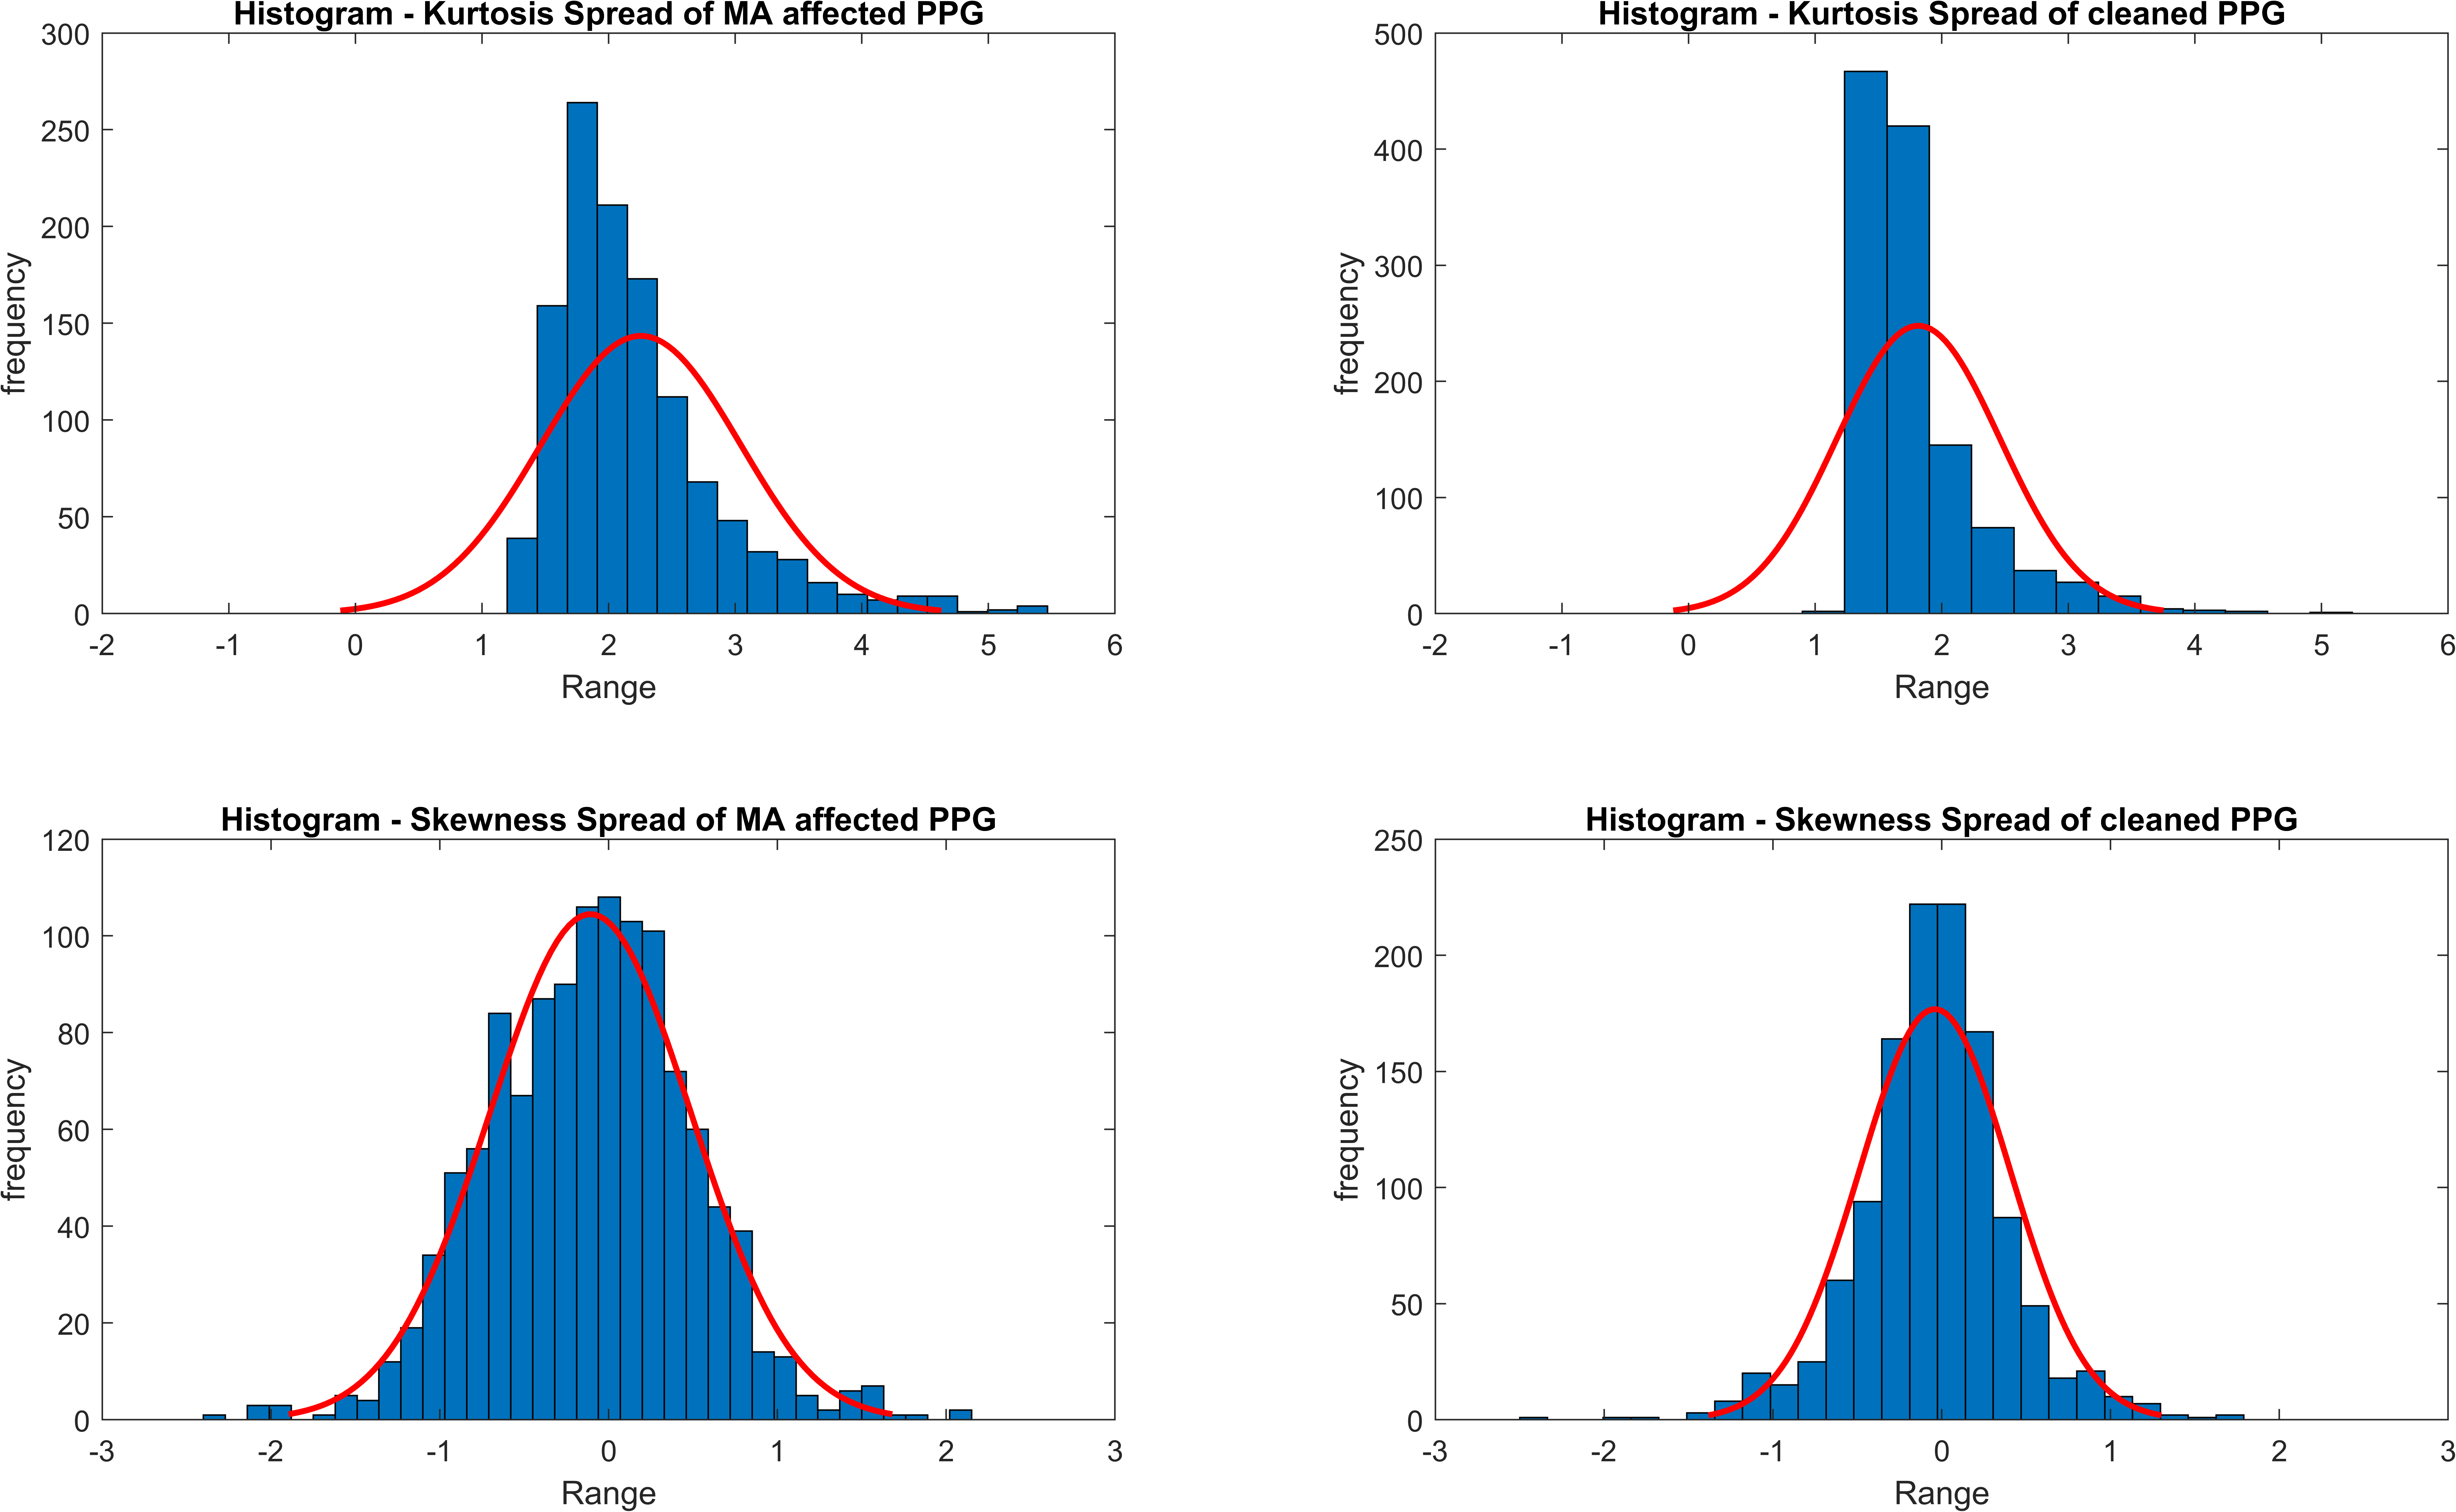 Histogram - Kurtosis Spread of MA affected PPG
300
250
200
150
100
50
0
frequency
-2 -1 0 1 2 3 4 5 6
Range
Histogram - Kurtosis Spread of cleaned PPG
500
400
300
200
100
0
frequency
-2 -1 0 1 2 3 4 5 6
Range
Histogram - Skewness Spread of MA affected PPG
120
100
80
60
40
20
0
frequency
-3 -2 -1 0 1 2 3
Range
Histogram - Skewness Spread of cleaned PPG
250
200
150
100
50
0
frequency
-3 -2 -1 0 1 2 3
Range